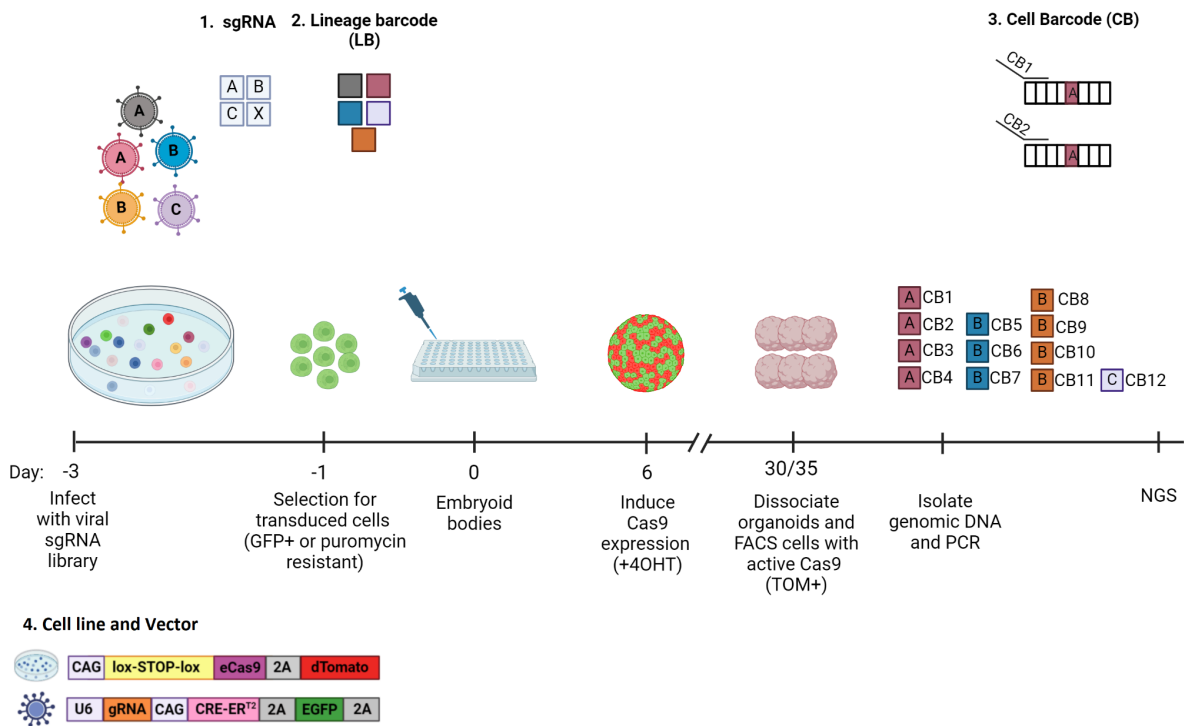 1. sgRNA
2. Lineage barcode
(LB)
3. Cell Barcode (CB)
A B
C X
A
A
B
B
C
CB1
A
CB2
A
A CB1
A CB2
A CB3
A CB4
B CB5
B CB6
B CB7
B CB8
B CB9
B CB10
B CB11
C CB12
Day: -3
-1
0
6
30/35
Infect
with viral
sgRNA
library
Selection for
transduced cells
(GFP+ or puromycin
resistant)
Embryoid
bodies
Induce
Cas9
expression
(+4OHT)
Dissociate
organoids and
FACS cells with
active Cas9
(TOM+)
Isolate
genomic DNA
and PCR
NGS
4. Cell line and Vector
CAG lox-STOP-lox eCas9 2A dTomato
U6 gRNA CAG CRE-ERT2 2A EGFP 2A